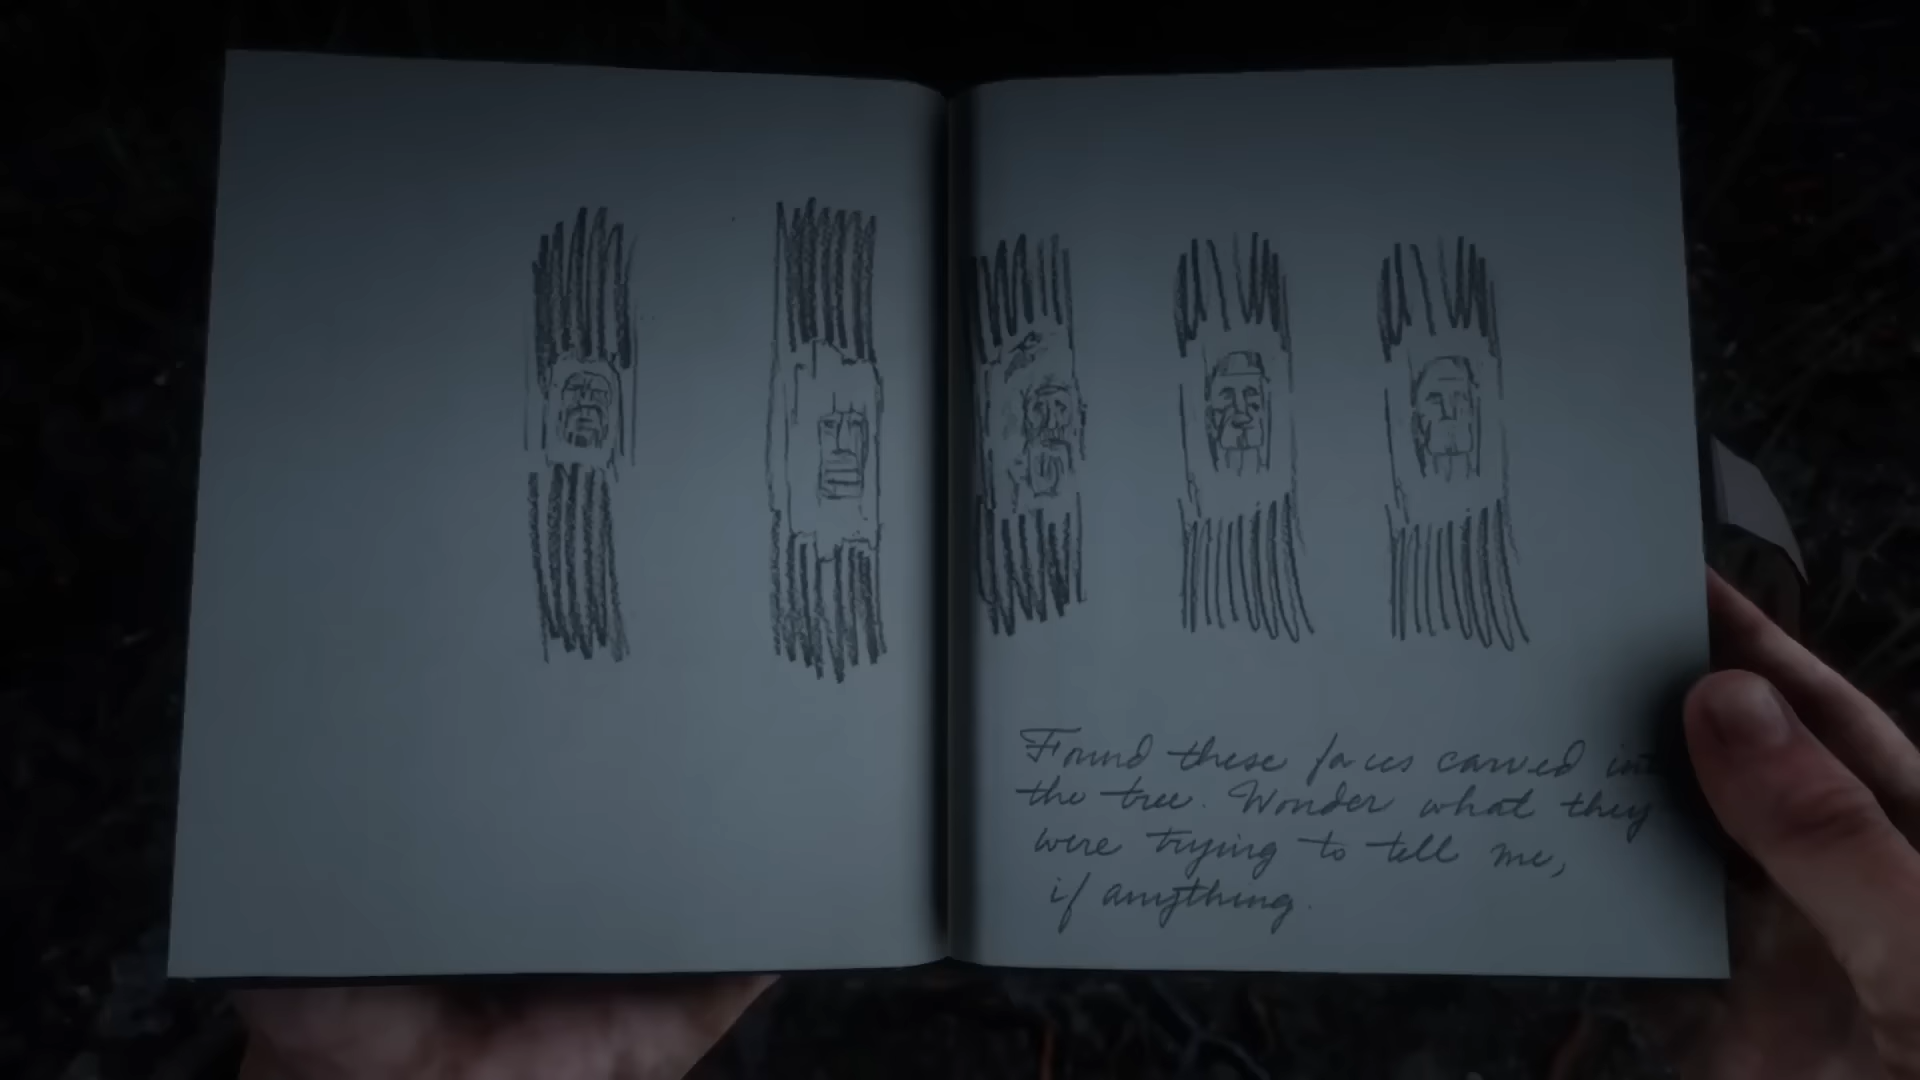 Found these faces carved into
the tree. Wonder what they
were trying to tell me,
if anything.